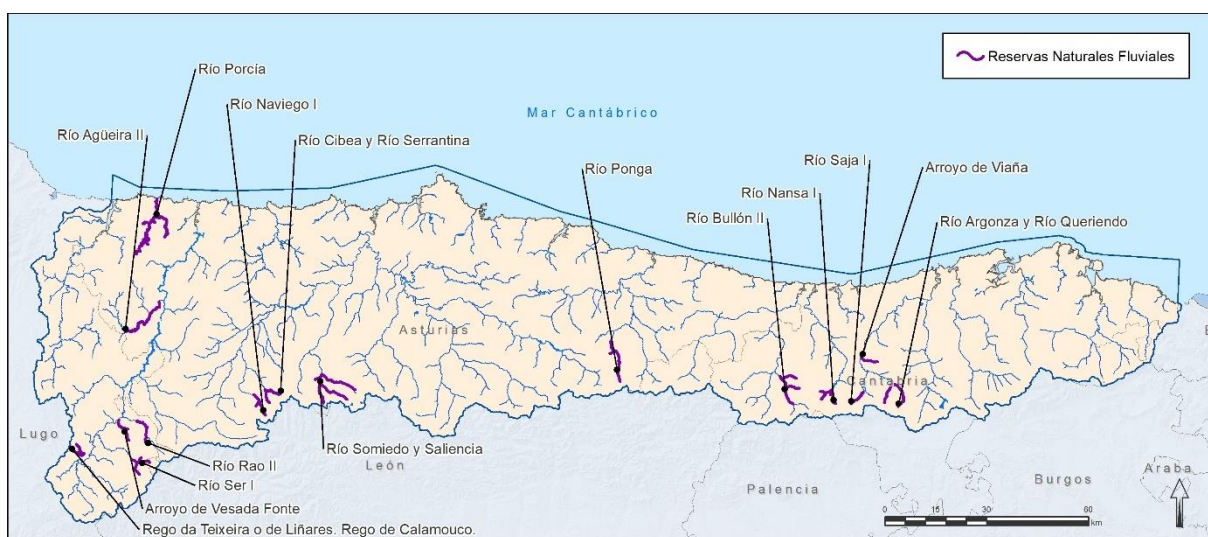 Reservas Naturales Fluviales
Río Porcía
Río Naviego I
Mar Cantábrico
Río Agüeira II
Río Cibea y Río Serrantina
Río Saja I
Arroyo de Viaña
Río Ponga
Río Nansa I
Río Bullón II
Río Argonza y Río Queriendo
Asturias
Cantabria
Lugo
Río Somiedo y Saliencia
Río Rao II
León
Araba
Río Ser I
Burgos
Palencia
Arroyo de Vesada Fonte
Rego da Teixeira o de Liñares. Rego de Calamouco.
0 15 30 60
km